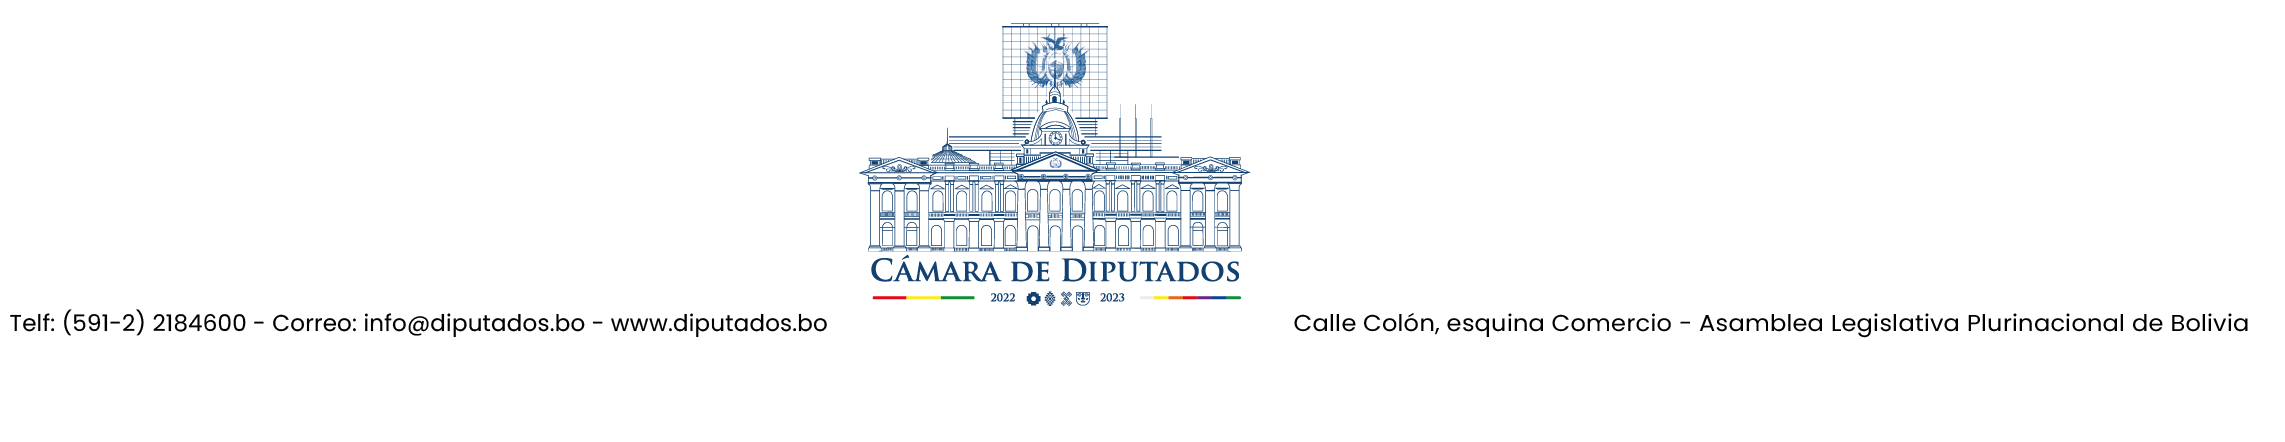 CÁMARA DE DIPUTADOS
2022 2023
Telf: (591-2) 2184600 - Correo: info@diputados.bo - www.diputados.bo
Calle Colón, esquina Comercio - Asamblea Legislativa Plurinacional de Bolivia